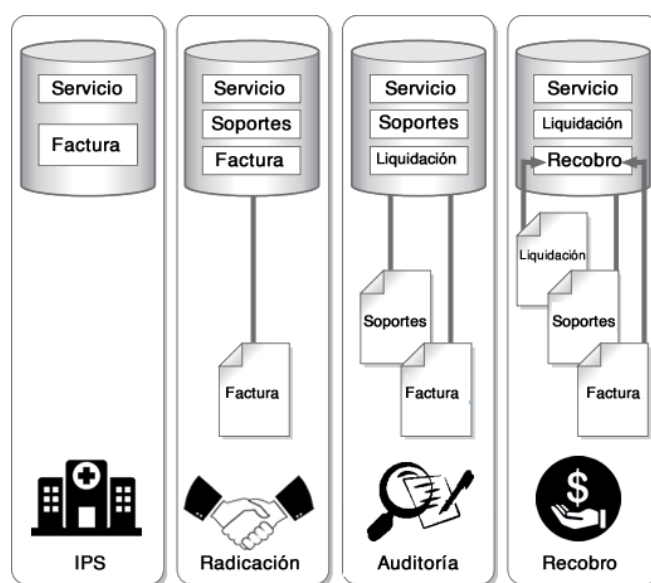 Servicio
Factura
IPS
Servicio
Soportes
Factura
Factura
Radicación
Servicio
Soportes
Liquidación
Soportes
Factura
Auditoría
Servicio
Liquidación
Recobro
Liquidación
Soportes
Factura
$
Recobro